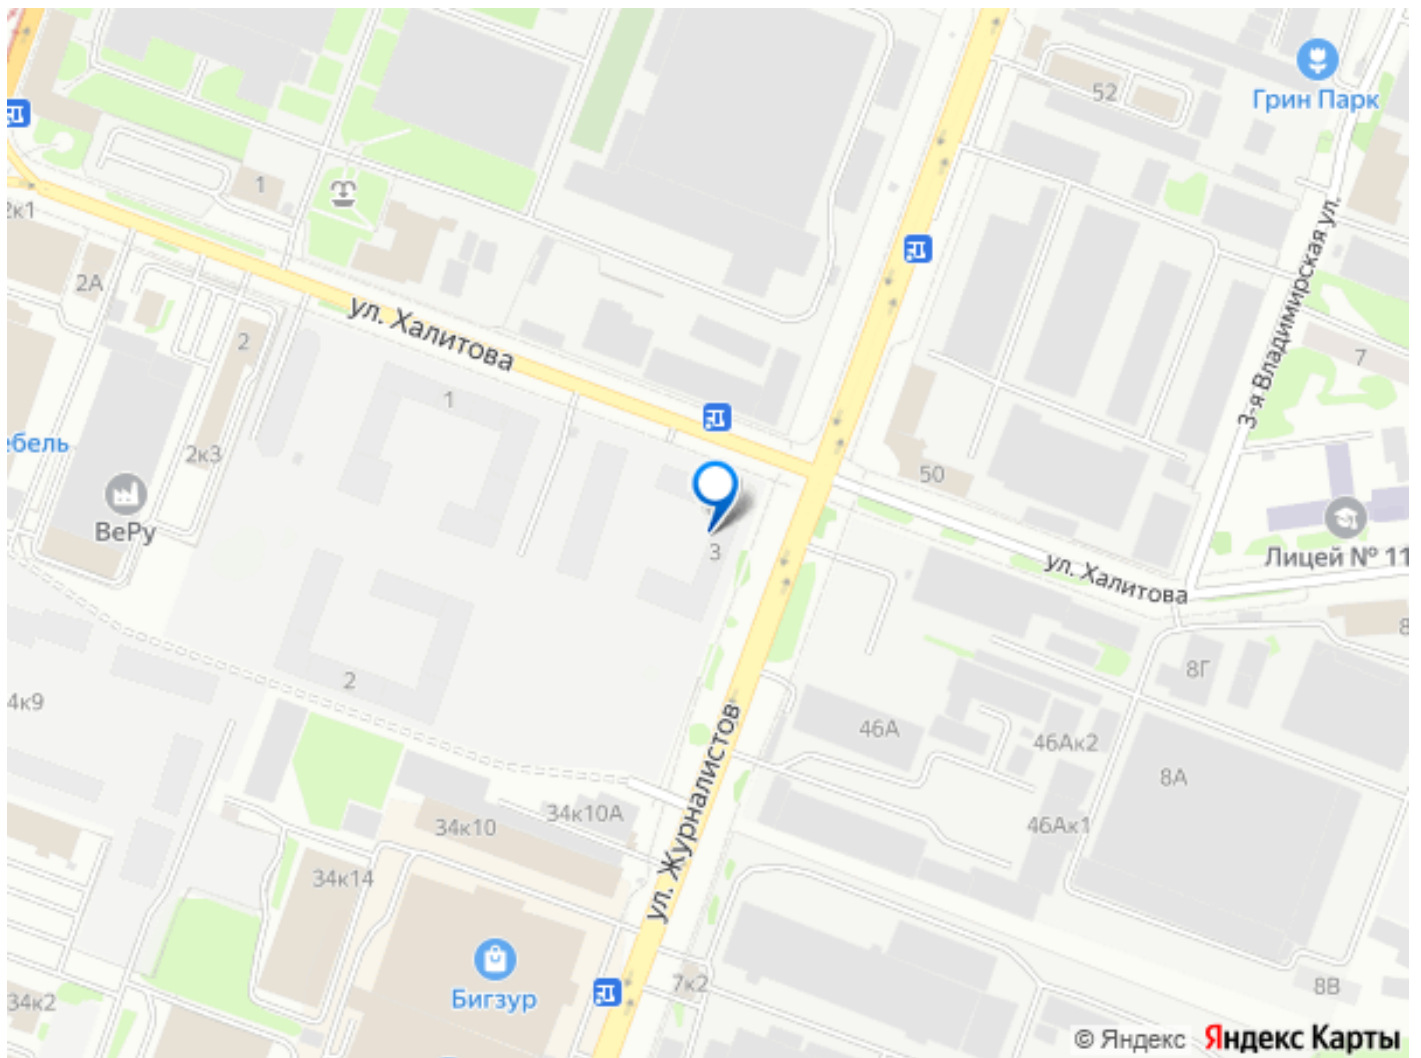 52
Грин Парк
1
2к1
2А
ул. Халитова
3-я Владимирская ул.
2
7
1
ебель
2к3
50
ВеРу
3
Лицей № 11
ул. Халитова
8
8Г
2
4к9
46А
46Ак2
8А
ул. Журналистов
34к10А
34к10
46Ак1
34к14
Бигзур
7к2
8В
34к2
© Яндекс Яндекс Карты